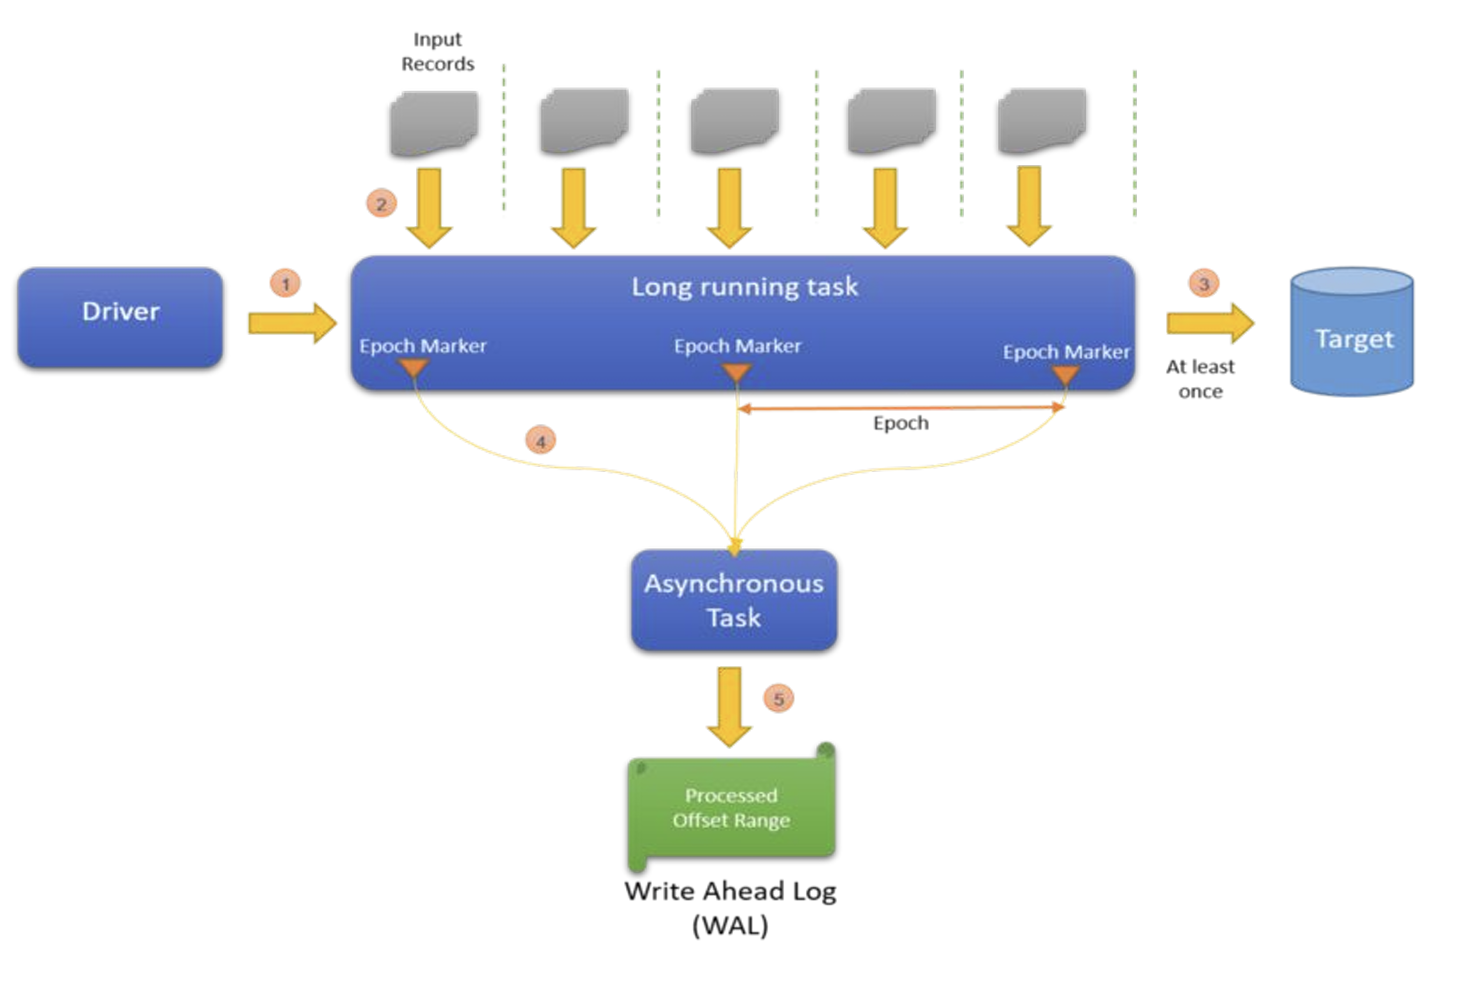 Input
Records
2
Driver
1
Long running task
Epoch Marker
Epoch Marker
Epoch Marker
3
At least
once
Target
Epoch
4
Asynchronous
Task
5
Processed
Offset Range
Write Ahead Log
(WAL)